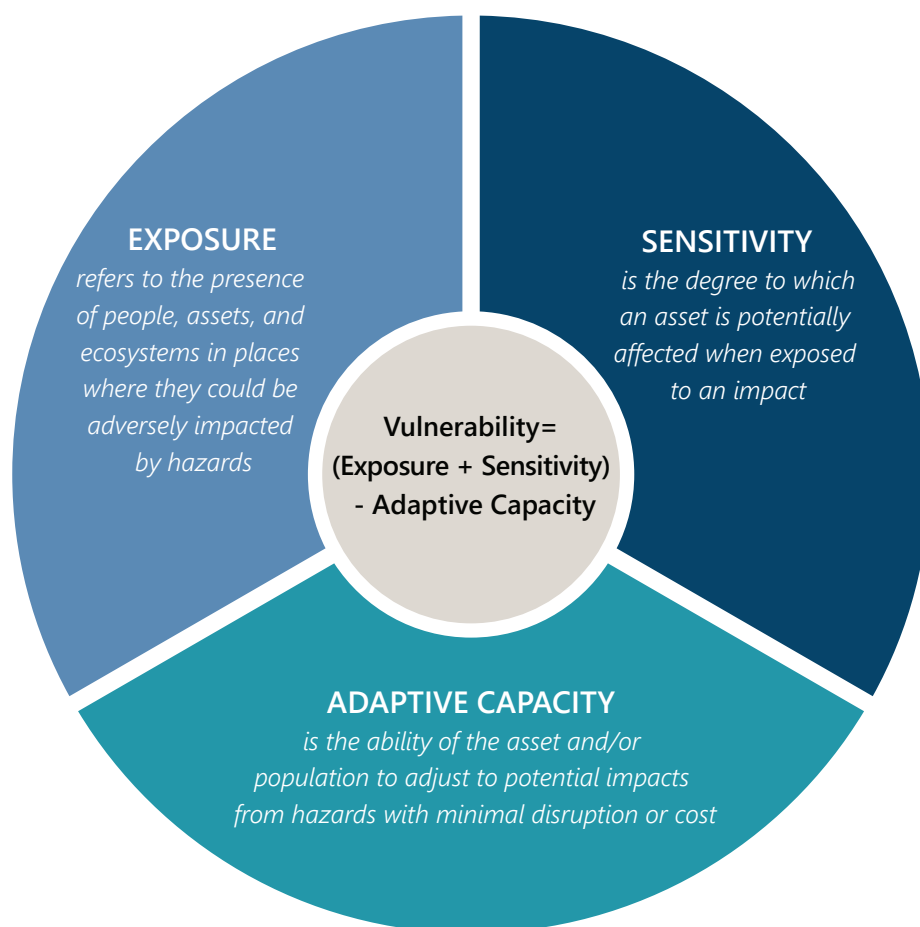 EXPOSURE
refers to the presence
of people, assets, and
ecosystems in places
where they could be
adversely impacted
by hazards
SENSITIVITY
is the degree to which
an asset is potentially
affected when exposed
to an impact
Vulnerability=
(Exposure + Sensitivity)
- Adaptive Capacity
ADAPTIVE CAPACITY
is the ability of the asset and/or
population to adjust to potential impacts
from hazards with minimal disruption or cost